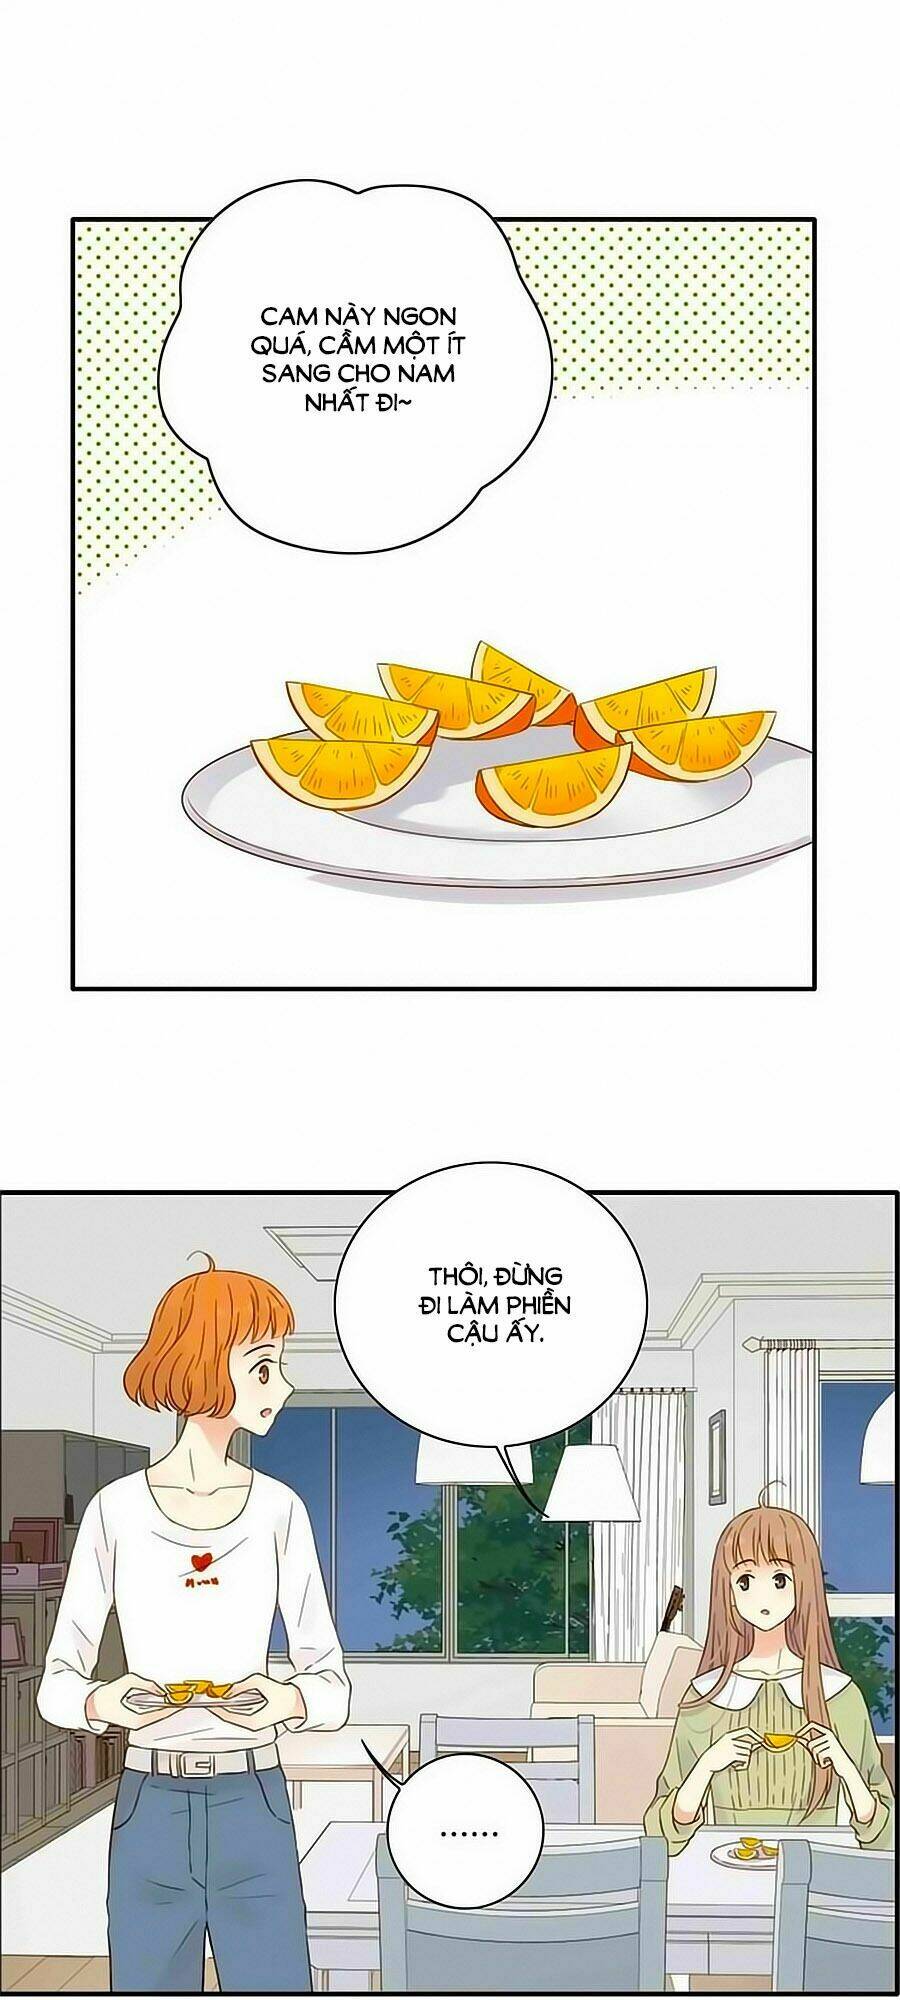 CAM NÀY NGON
QUÁ, CẦM MỘT ÍT
SANG CHO NAM
NHẤT ĐI~
THÔI, ĐỪNG
ĐI LÀM PHIỀN
CẬU ẤY.
......